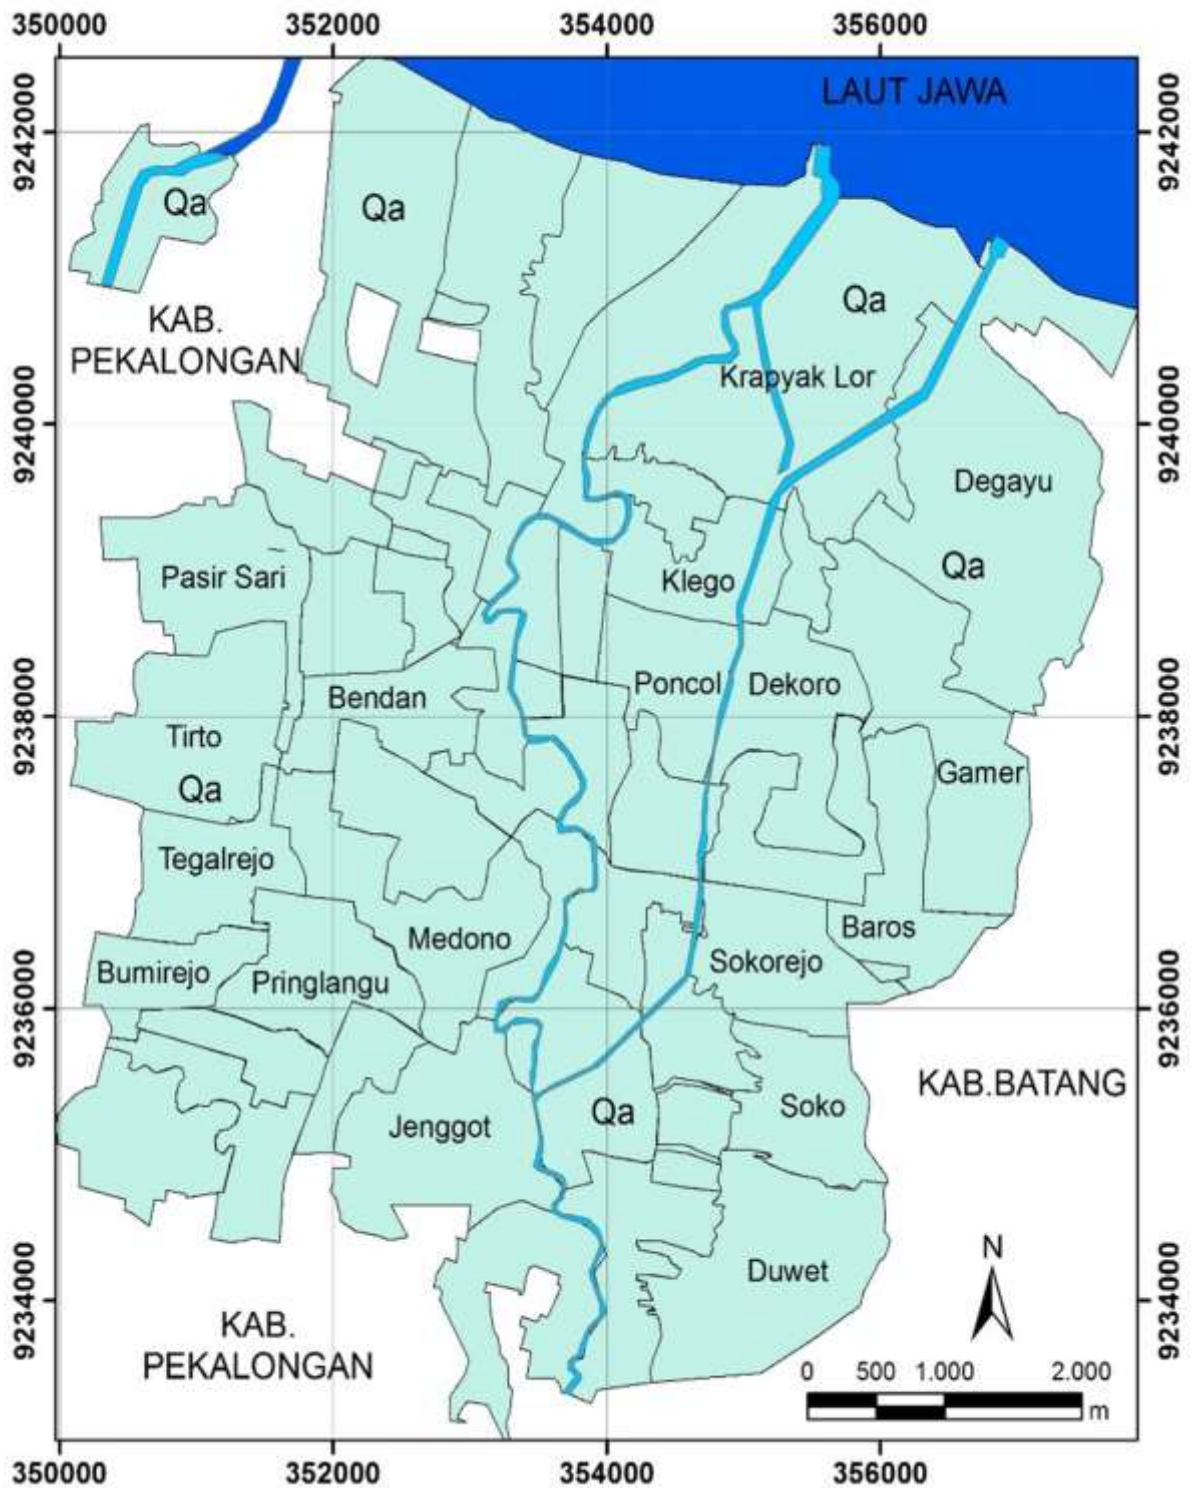 350000 352000 354000 356000
LAUT JAWA
9242000
9242000
Qa
Qa
Qa
KAB.
PEKALONGAN
Krapyak Lor
9240000
9240000
Degayu
Qa
Pasir Sari
Klego
Bendan
Poncol
Dekoro
9238000
9238000
Tirto
Qa
Gamer
Tegalrejo
Medono
Baros
Bumirejo
Pringlangu
Sokorejo
9236000
9236000
KAB.BATANG
Jenggot
Qa
Soko
N
Duwet
9234000
9234000
KAB.
PEKALONGAN
0 500 1.000 2.000
m
350000 352000 354000 356000